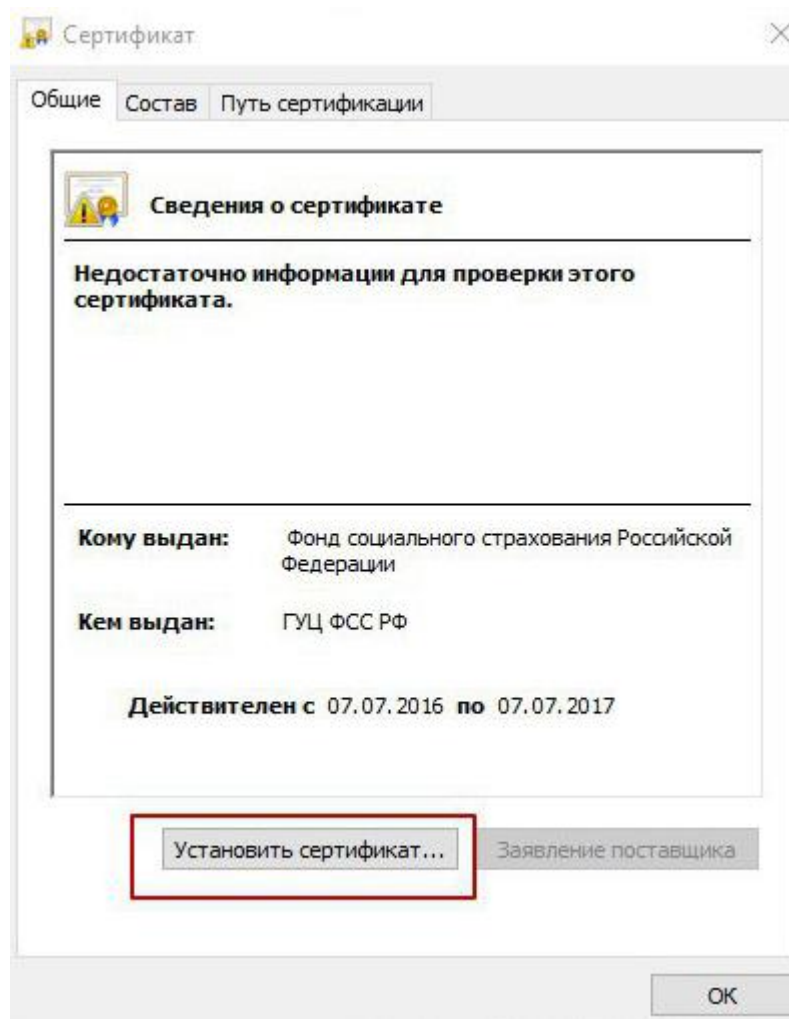 Сертификат
Общие Состав Путь сертификации
Сведения о сертификате
Недостаточно информации для проверки этого
сертификата.
Кому выдан: Фонд социального страхования Российской
Федерации
Кем выдан: ГУЦ ФСС РФ
Действителен с 07.07.2016 по 07.07.2017
Установить сертификат... Заявление поставщика
ОК